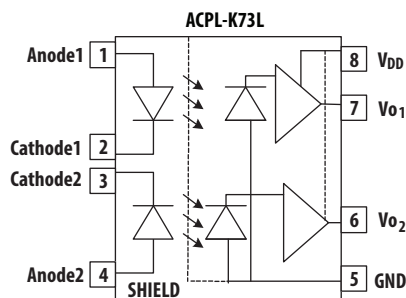 ACPL-K73L
Anode1 1
8 VDD
7 Vo1
Cathode1 2
Cathode2 3
6 Vo2
Anode2 4
5 GND
SHIELD